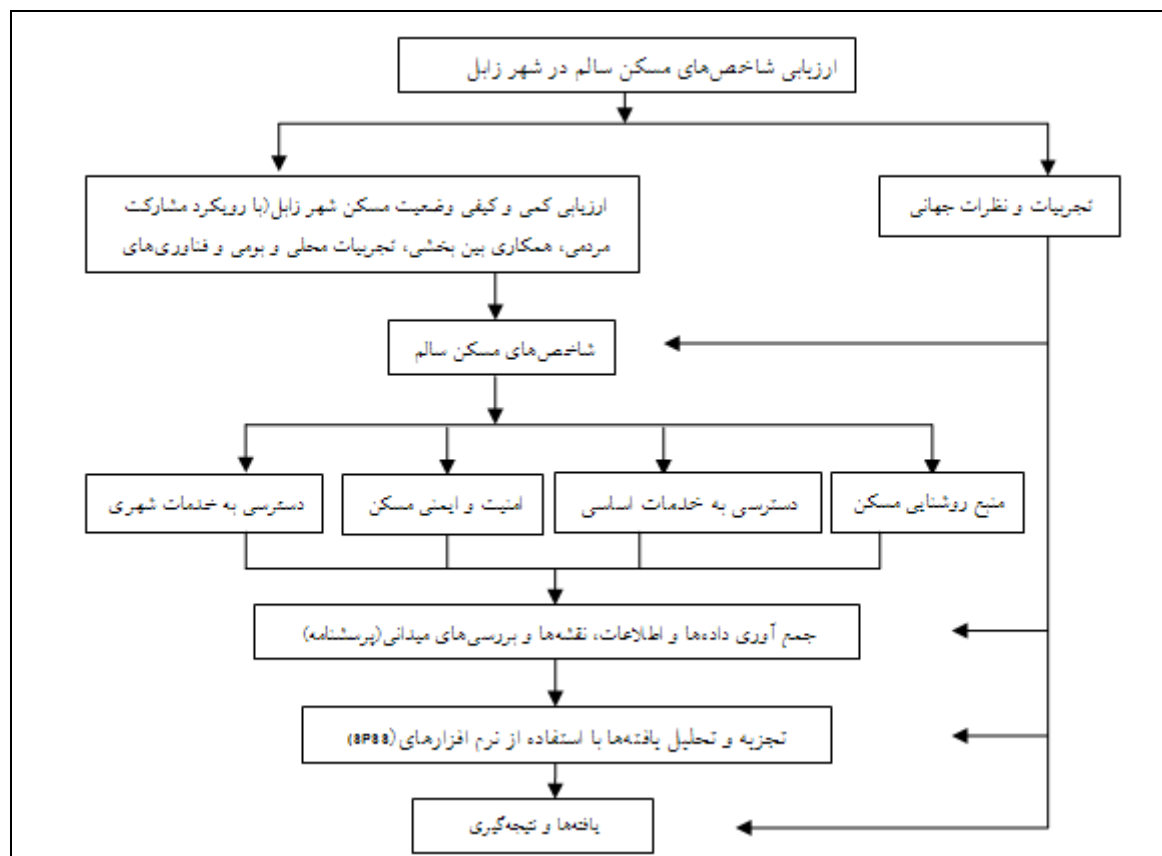 ارزیابی شاخص‌های مسکن سالم در شهر زابل
تجربیات و نظرات جهانی
ارزیابی کمی و کیفی وضعیت مسکن شهر زابل(با رویکرد مشارکت
مردمی، همکاری بین بخشی، تجربیات محلی و بومی و فناوری‌های
شاخص‌های مسکن سالم
منبع روشنایی مسکن
دسترسی به خدمات اساسی
امنیت و ایمنی مسکن
دسترسی به خدمات شهری
جمع آوری داده‌ها و اطلاعات، نقشه‌ها و بررسی‌های میدانی(پرسشنامه)
تجزیه و تحلیل یافته‌ها با استفاده از نرم افزارهای(SPSS)
یافته‌ها و نتیجه‌گیری